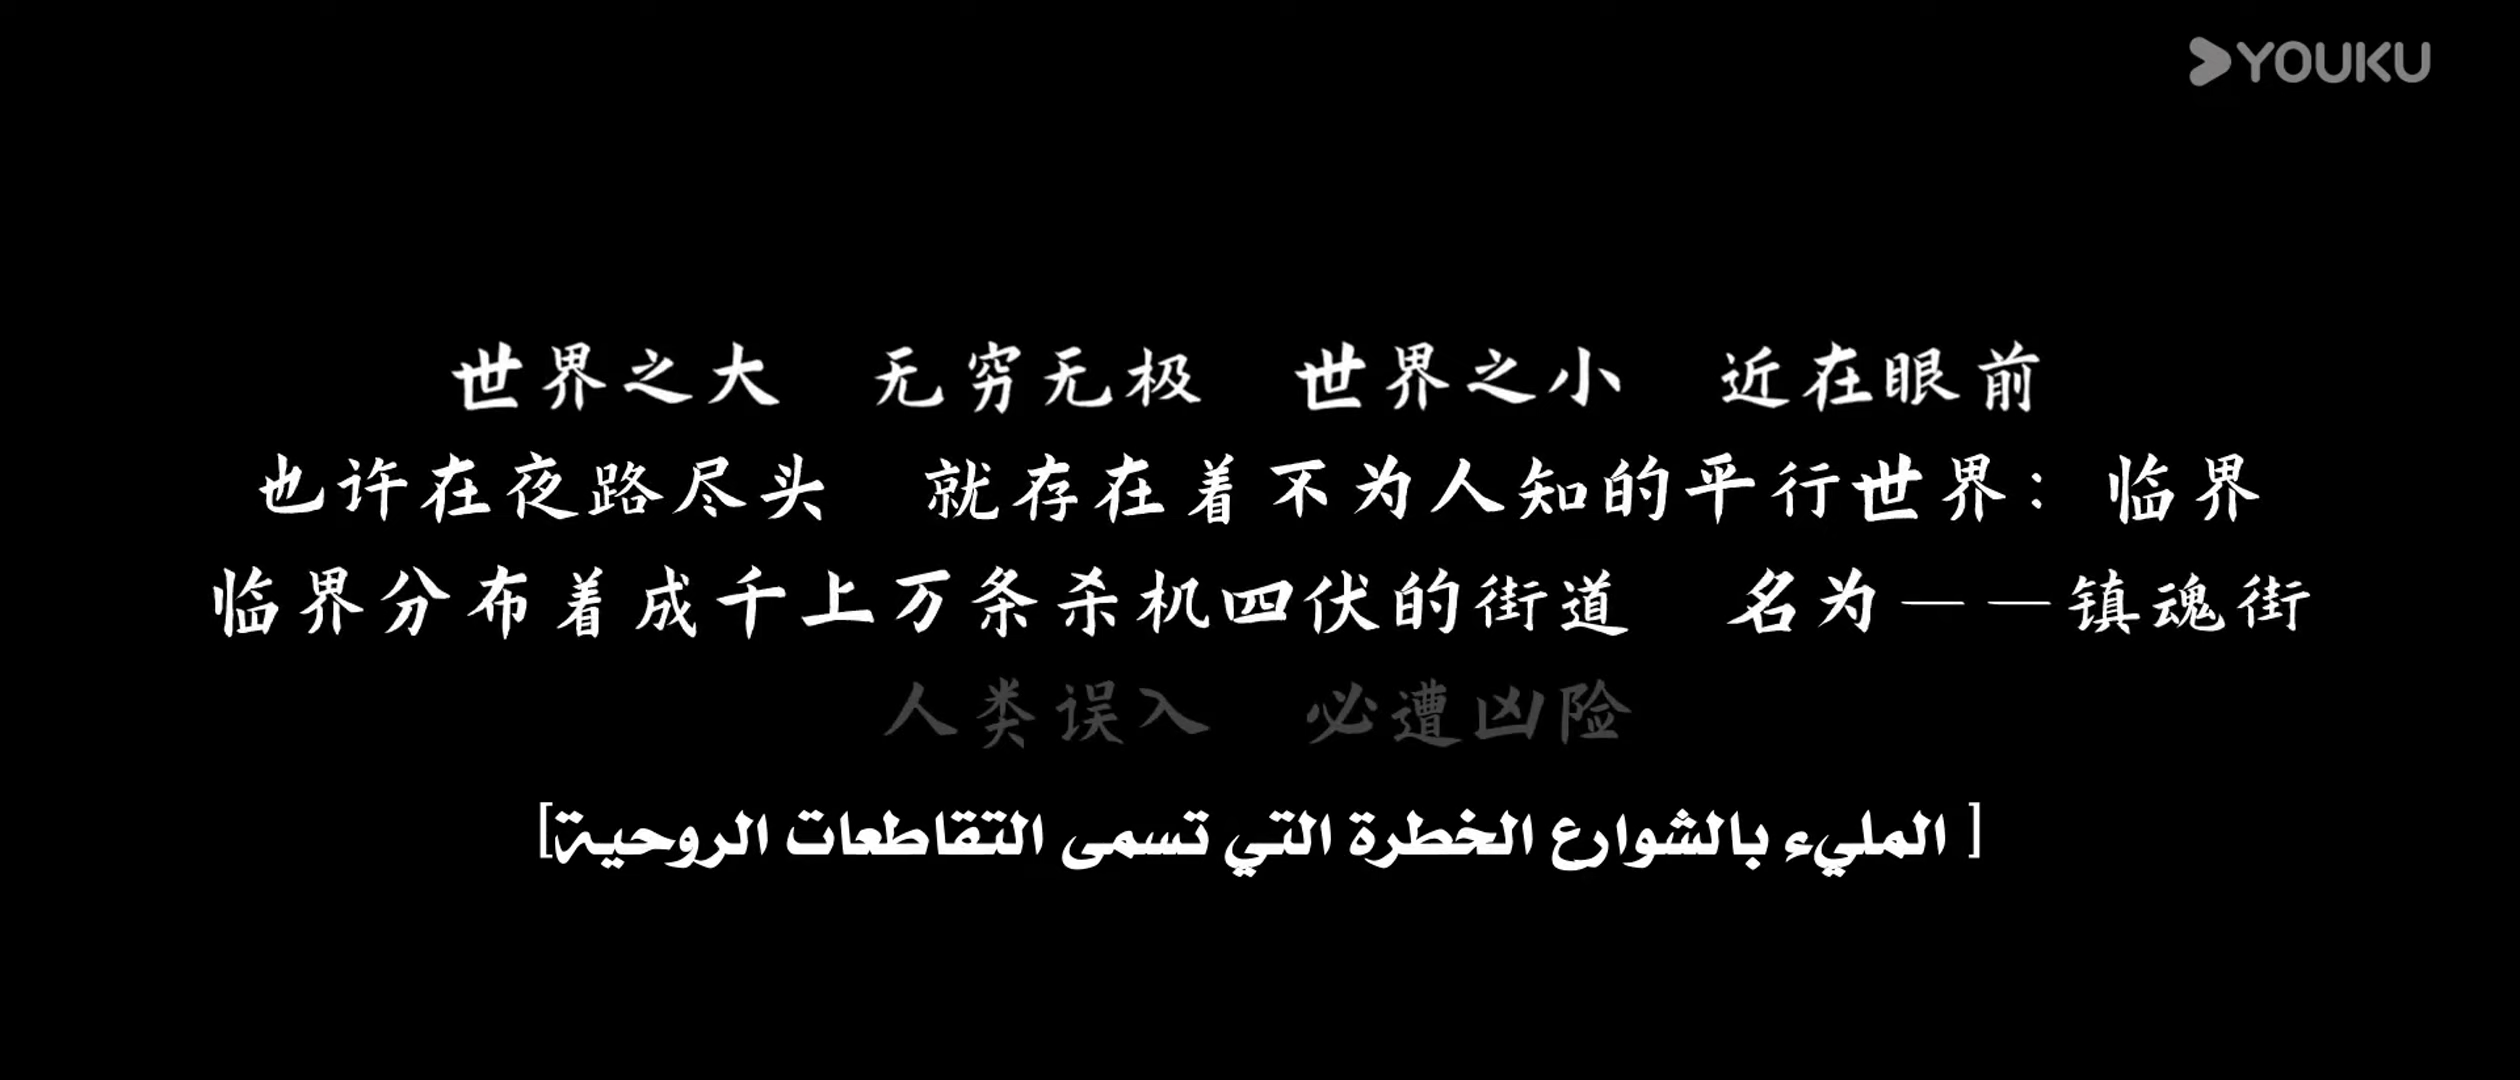 YOUKU
世界之大 无穷无极 世界之小 近在眼前
也许在夜路尽头 就存在着不为人知的平行世界：临界
临界分布着成千上万条杀机四伏的街道 名为——镇魂街
人类误入 必遭凶险
[ المليء بالشوارع الخطرة التي تسمى التقاطعات الروحية]